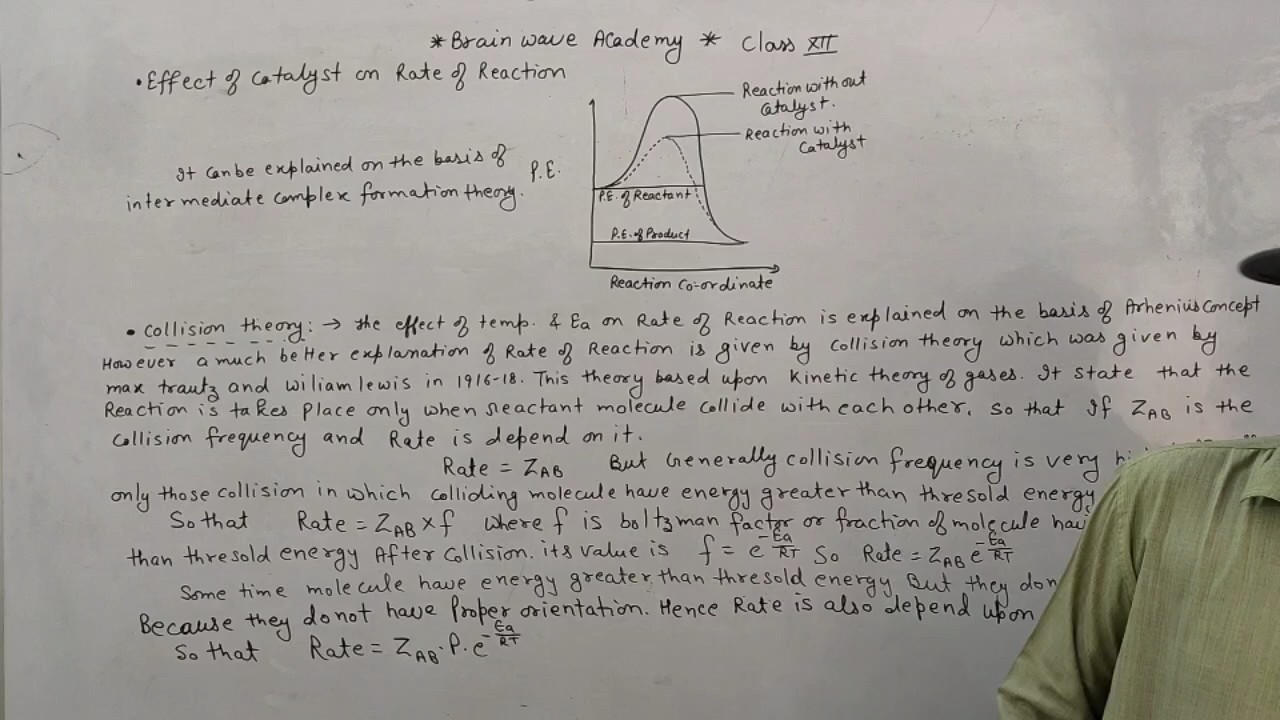 * Brain wave Academy * Class XII
• Effect of Catalyst on Rate of Reaction
Reaction without
Catalyst.
Reaction with
Catalyst
It can be explained on the basis of
intermediate complex formation theory.
P.E.
P.E. of Reactant
P.E. of Product
Reaction Co-ordinate
• Collision theory: → the effect of temp. & Ea on Rate of Reaction is explained on the basis of Arhenius Concept
However a much better explanation of Rate of Reaction is given by Collision theory which was given by
max trautz and wiliam lewis in 1916-18. This theory based upon Kinetic theory of gases. It state that the
Reaction is takes place only when reactant molecule collide with each other. So that If Z_AB is the
Collision frequency and Rate is depend on it.
Rate = Z_AB But Generally collision frequency is very
only those collision in which colliding molecule have energy greater than thresold energy
So that Rate = Z_AB × f where f is boltzman factor or fraction of molecule
than thresold energy After Collision. its value is f = e^-Ea/RT So Rate = Z_AB e^-Ea/RT
Some time molecule have energy greater than thresold energy But they
Because they donot have Proper orientation. Hence Rate is also depend upon
So that Rate = Z_AB . P. e^-Ea/RT